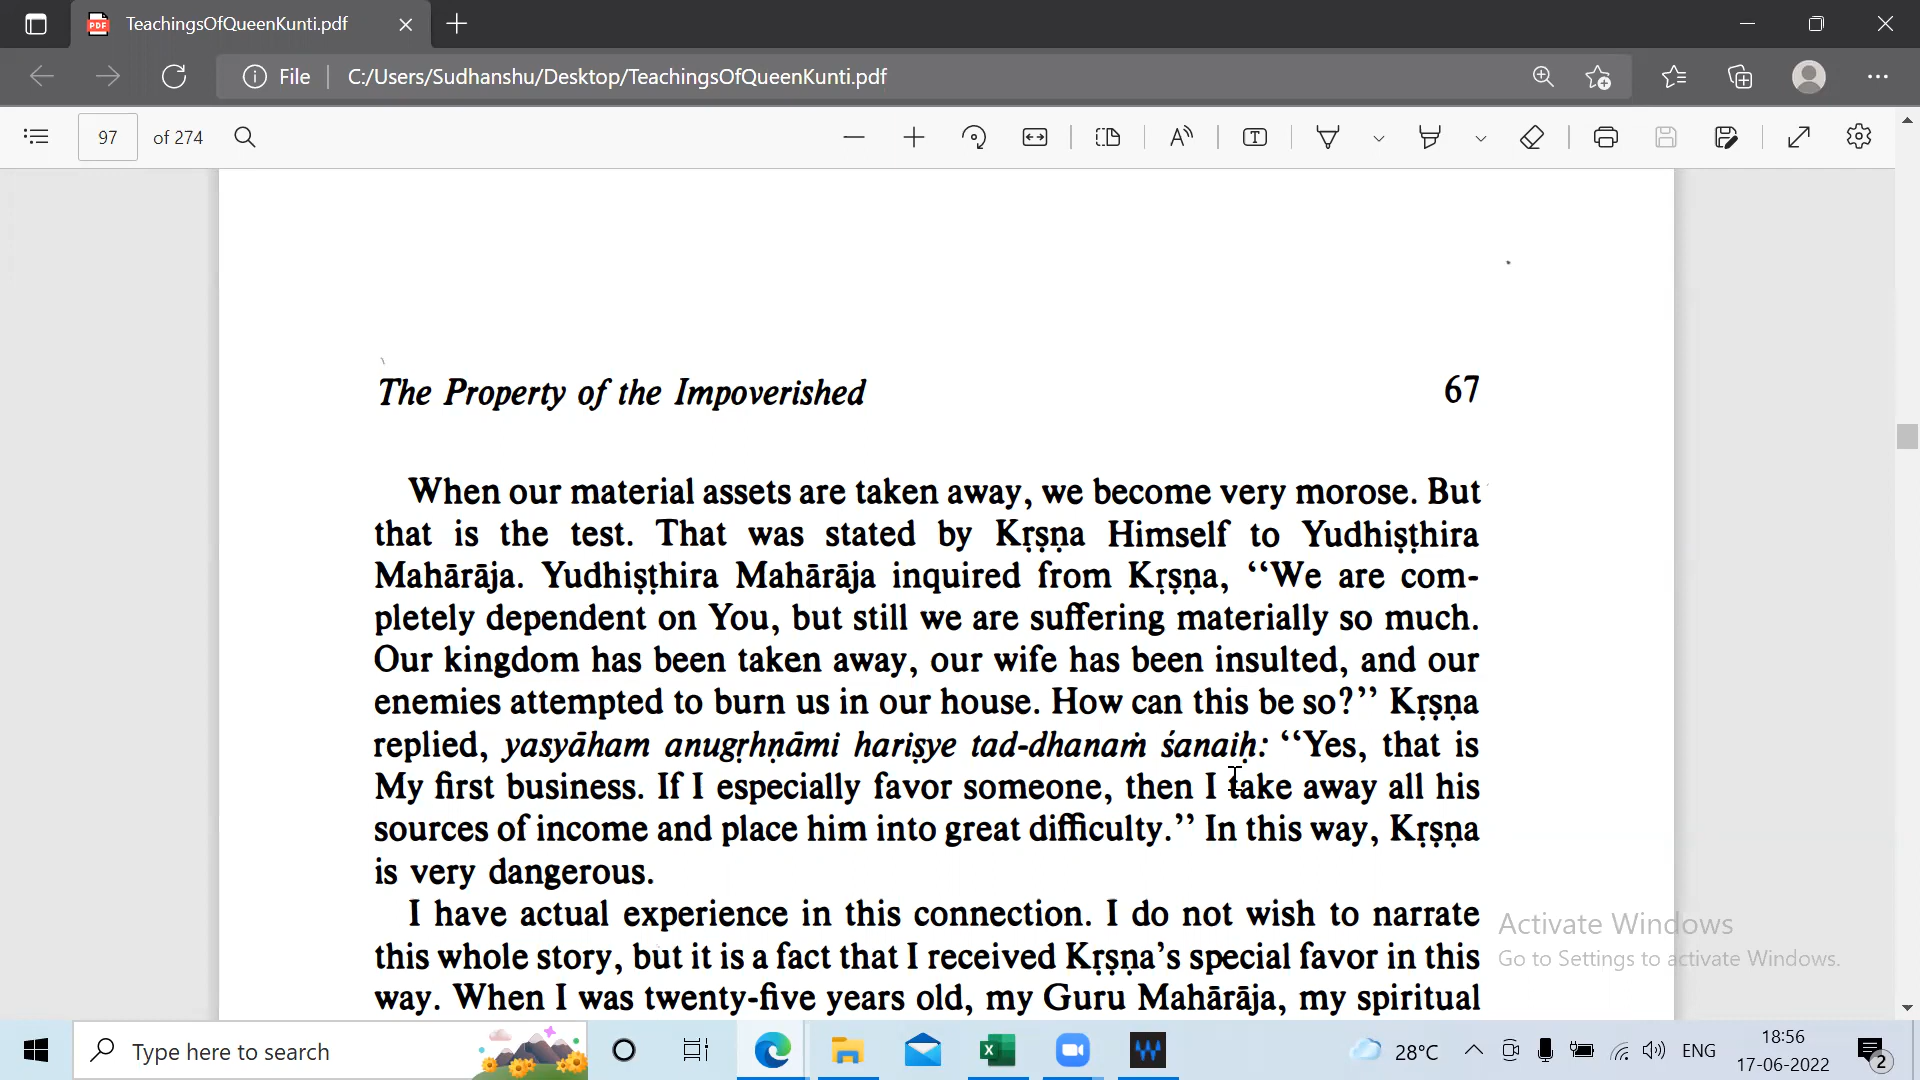 TeachingsOfQueenKunti.pdf
File C:/Users/Sudhanshu/Desktop/TeachingsOfQueenKunti.pdf
97 of 274
The Property of the Impoverished 67
When our material assets are taken away, we become very morose. But
that is the test. That was stated by Kṛṣṇa Himself to Yudhiṣṭhira
Mahārāja. Yudhiṣṭhira Mahārāja inquired from Kṛṣṇa, ‘‘We are com-
pletely dependent on You, but still we are suffering materially so much.
Our kingdom has been taken away, our wife has been insulted, and our
enemies attempted to burn us in our house. How can this be so?’’ Kṛṣṇa
replied, yasyāham anugṛhṇāmi hariṣye tad-dhanaṁ śanaiḥ: ‘‘Yes, that is
My first business. If I especially favor someone, then I take away all his
sources of income and place him into great difficulty.’’ In this way, Kṛṣṇa
is very dangerous.
I have actual experience in this connection. I do not wish to narrate
this whole story, but it is a fact that I received Kṛṣṇa’s special favor in this
way. When I was twenty-five years old, my Guru Mahārāja, my spiritual
Activate Windows
Go to Settings to activate Windows.
Type here to search
28°C
ENG
18:56
17-06-2022
2